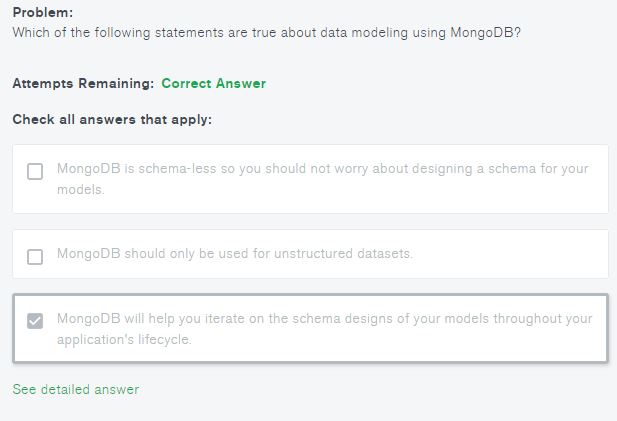 Problem:
Which of the following statements are true about data modeling using MongoDB?
Attempts Remaining: Correct Answer
Check all answers that apply:
MongoDB is schema-less so you should not worry about designing a schema for your
models.
MongoDB should only be used for unstructured datasets.
MongoDB will help you iterate on the schema designs of your models throughout your
application's lifecycle.
See detailed answer